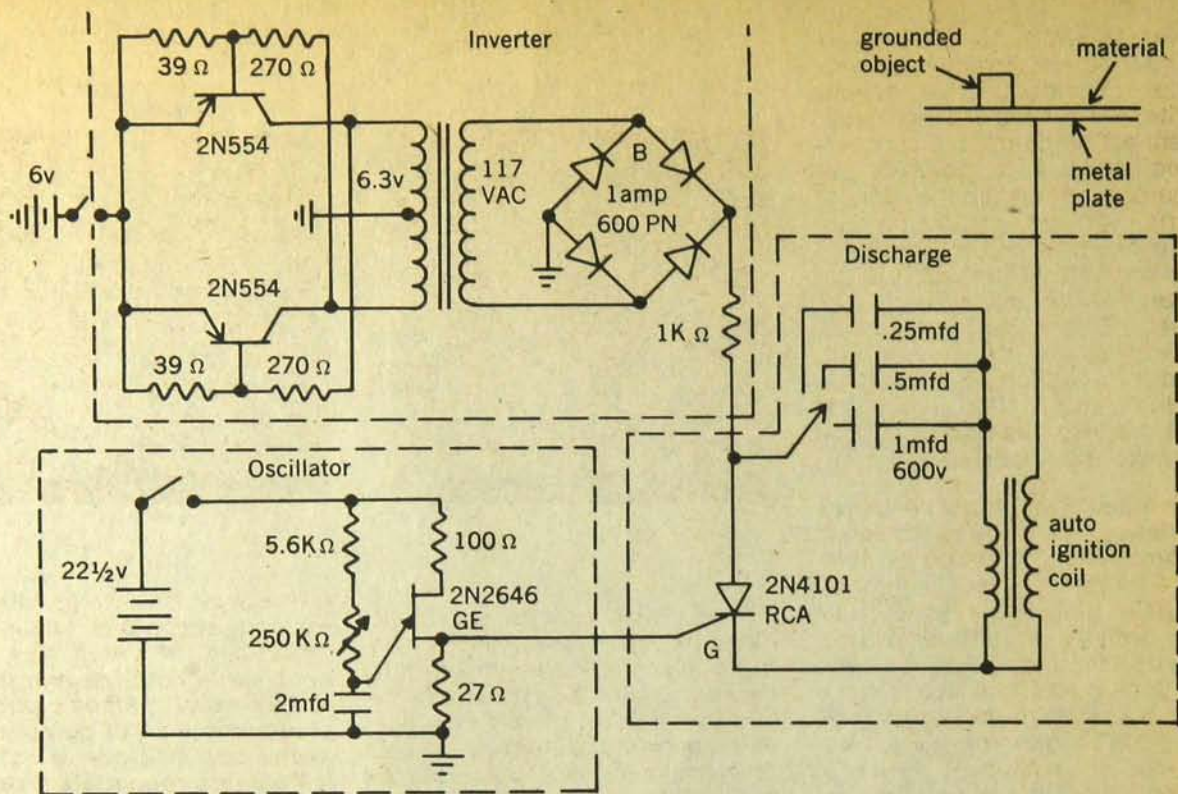 Inverter
39 Ω
270 Ω
2N554
6v
6.3v
117
VAC
B
1amp
600 PN
2N554
39 Ω
270 Ω
1K Ω
grounded
object
material
metal
plate
Discharge
.25mfd
.5mfd
1mfd
600v
auto
ignition
coil
2N4101
RCA
G
Oscillator
22½v
5.6K Ω
100 Ω
2N2646
GE
250 K Ω
2mfd
27 Ω